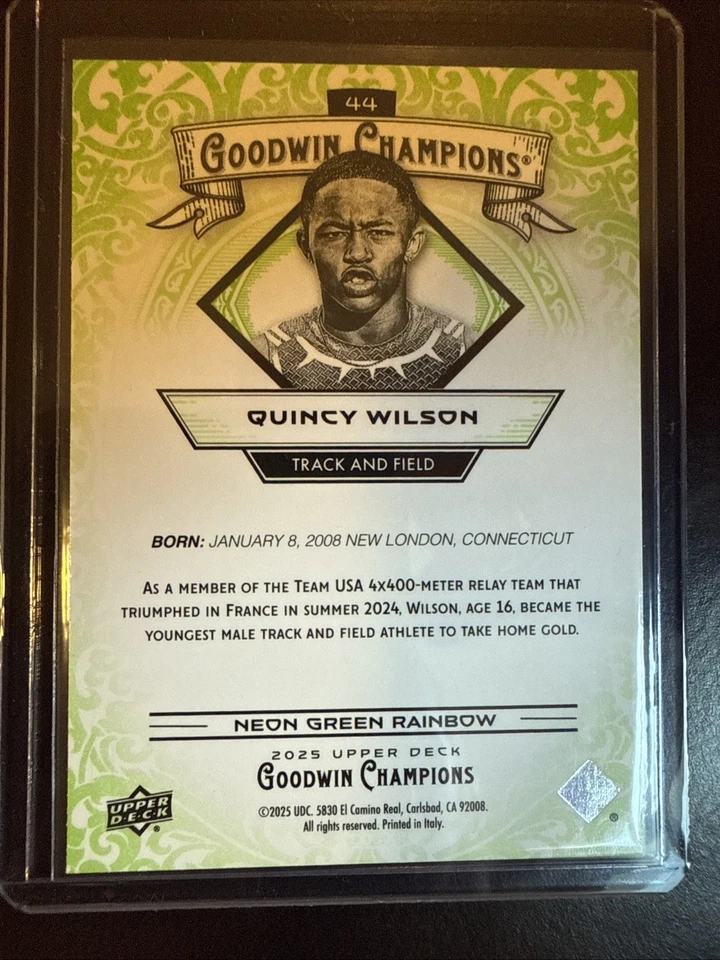 44
GOODWIN CHAMPIONS®
QUINCY WILSON
TRACK AND FIELD
BORN: JANUARY 8, 2008 NEW LONDON, CONNECTICUT
AS A MEMBER OF THE TEAM USA 4X400-METER RELAY TEAM THAT
TRIUMPHED IN FRANCE IN SUMMER 2024, WILSON, AGE 16, BECAME THE
YOUNGEST MALE TRACK AND FIELD ATHLETE TO TAKE HOME GOLD.
NEON GREEN RAINBOW
2025 UPPER DECK
GOODWIN CHAMPIONS
©2025 UDC. 5830 El Camino Real, Carlsbad, CA 92008.
All rights reserved. Printed in Italy.
UPPER
D·E·C·K
®
®